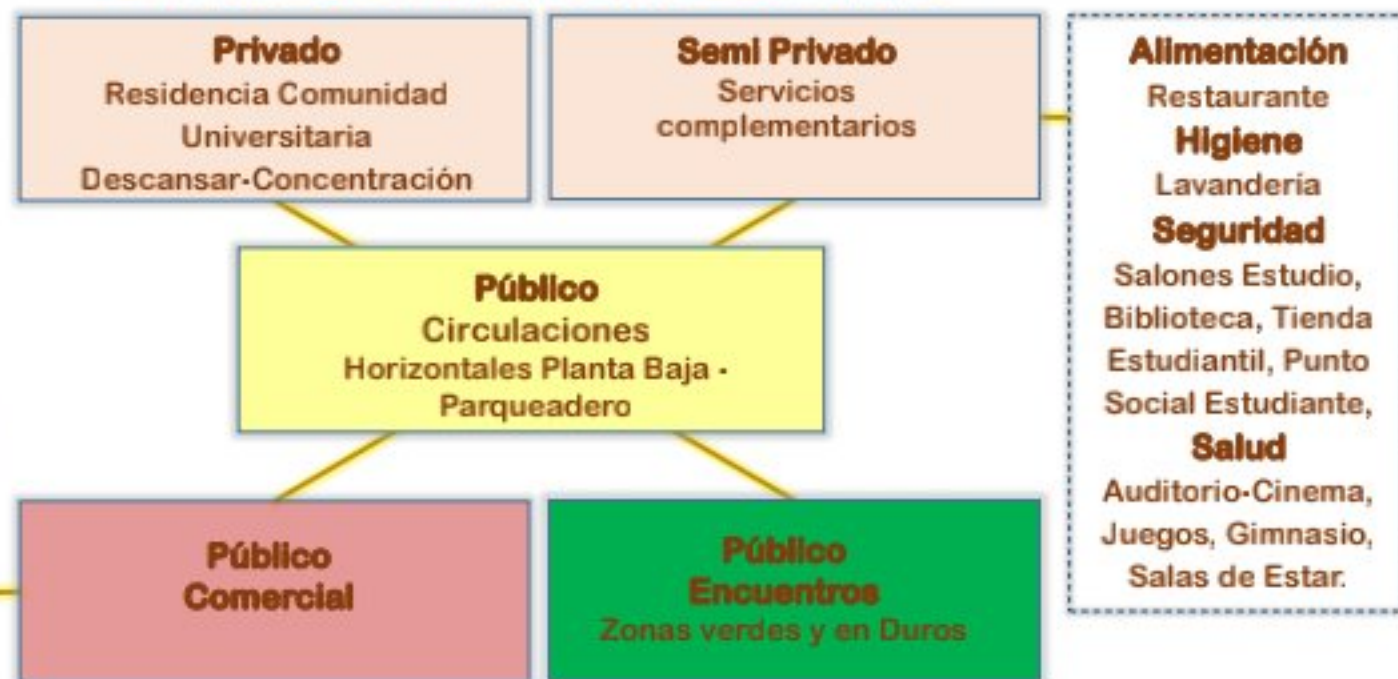 Privado
Residencia Comunidad
Universitaria
Descansar-Concentración
Semi Privado
Servicios
complementarios
Alimentación
Restaurante
Higiene
Lavandería
Seguridad
Salones Estudio,
Biblioteca, Tienda
Estudiantil, Punto
Social Estudiante,
Salud
Auditorio-Cinema,
Juegos, Gimnasio,
Salas de Estar.
Público
Circulaciones
Horizontales Planta Baja -
Parqueadero
Público
Comercial
Público
Encuentros
Zonas verdes y en Duros